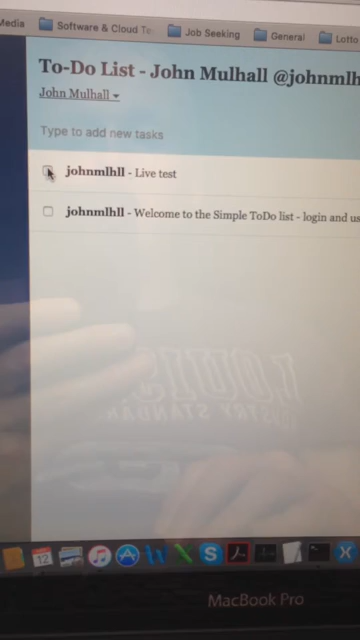 Media Software & Cloud Te Job Seeking General Lotto
To-Do List - John Mulhall @johnmlh
John Mulhall
Type to add new tasks
johnmlhll - Live test
johnmlhll - Welcome to the Simple ToDo list - login and us
12
MacBook Pro